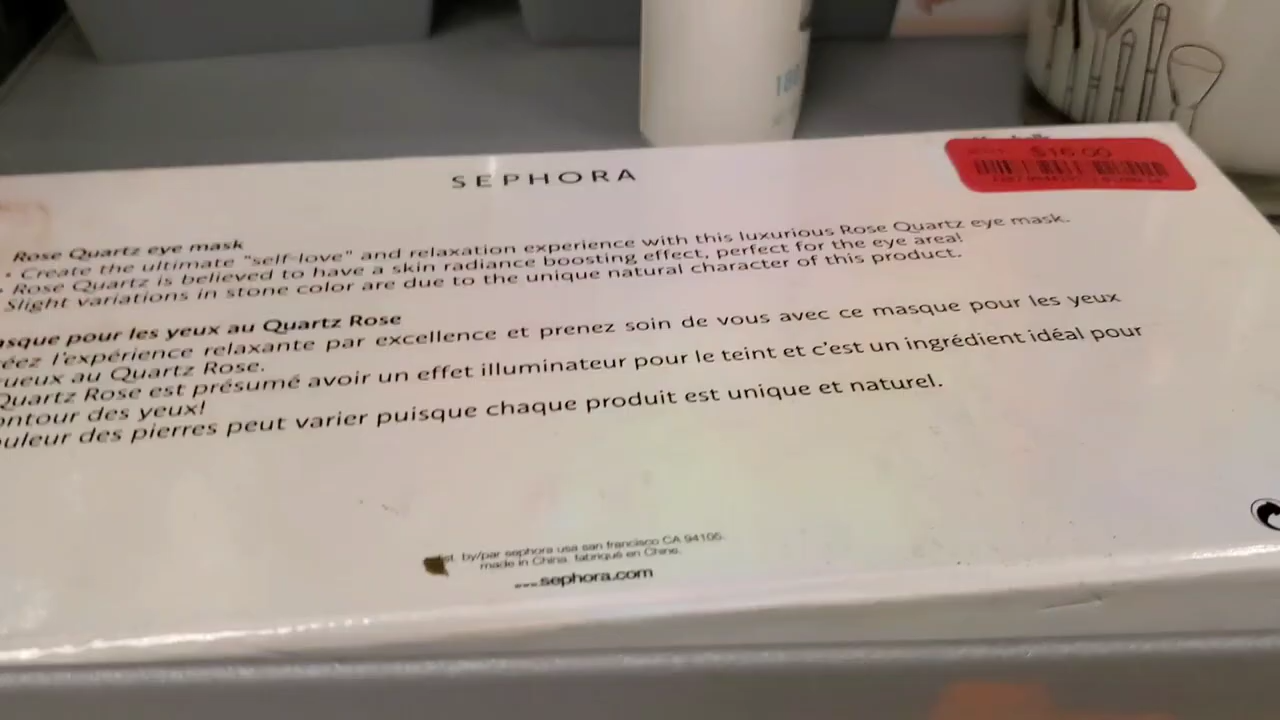 180
SEPHORA
$16.00
Rose Quartz eye mask
• Create the ultimate "self-love" and relaxation experience with this luxurious Rose Quartz eye mask.
• Rose Quartz is believed to have a skin radiance boosting effect, perfect for the eye area!
Slight variations in stone color are due to the unique natural character of this product.
asque pour les yeux au Quartz Rose
éez l'expérience relaxante par excellence et prenez soin de vous avec ce masque pour les yeux
ueux au Quartz Rose.
Quartz Rose est présumé avoir un effet illuminateur pour le teint et c'est un ingrédient idéal pour
ontour des yeux!
ouleur des pierres peut varier puisque chaque produit est unique et naturel.
st. by/par sephora usa san francisco CA 94105.
made in China. fabriqué en Chine.
www.sephora.com